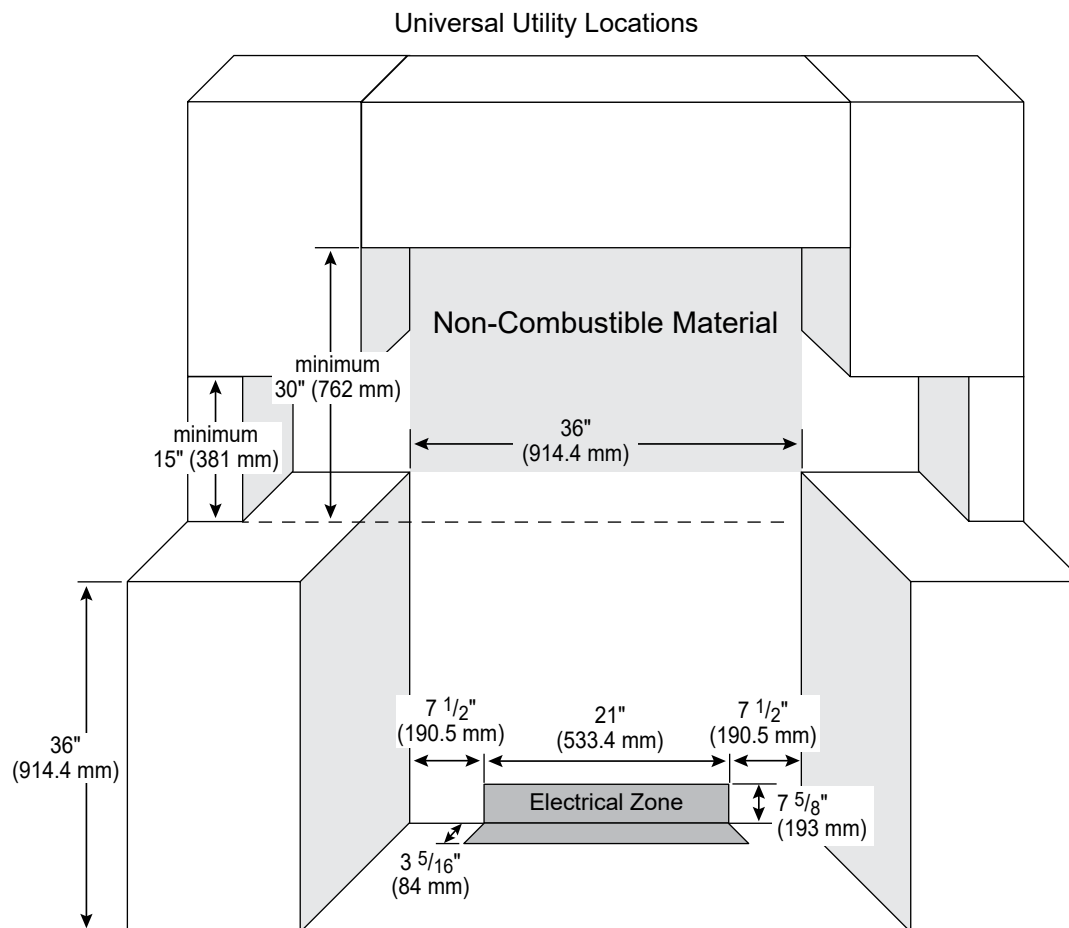 Universal Utility Locations
Non-Combustible Material
minimum
30" (762 mm)
minimum
15" (381 mm)
36"
(914.4 mm)
7 1/2"
(190.5 mm)
21"
(533.4 mm)
7 1/2"
(190.5 mm)
36"
(914.4 mm)
Electrical Zone
7 5/8"
(193 mm)
3 5/16"
(84 mm)